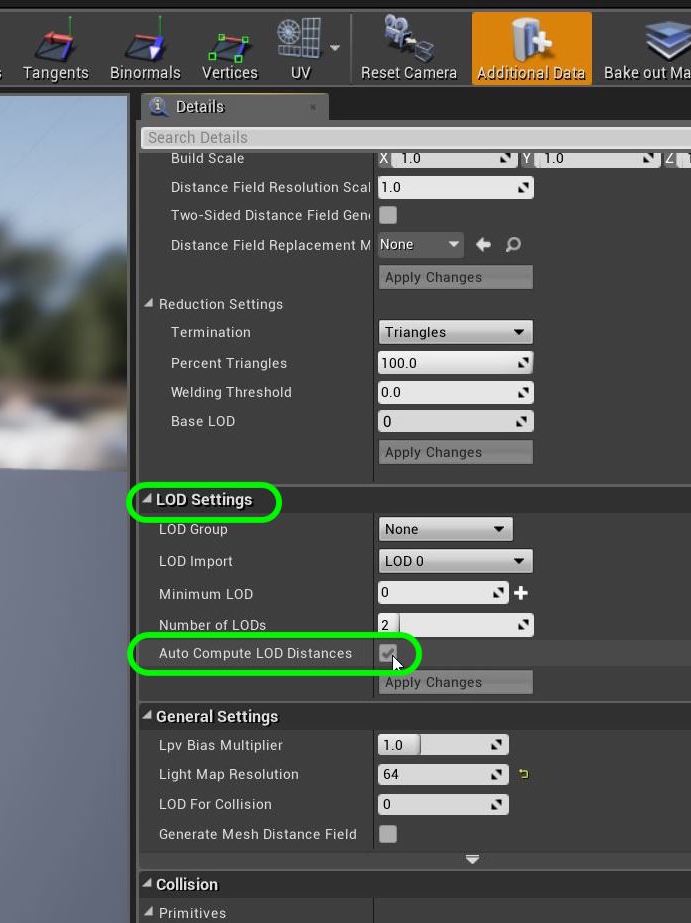 Tangents Binormals Vertices UV Reset Camera Additional Data Bake out Ma
Details
Search Details
Build Scale X 1.0 Y 1.0 Z
Distance Field Resolution Scal 1.0
Two-Sided Distance Field Gen
Distance Field Replacement M None
Apply Changes
Reduction Settings
Termination Triangles
Percent Triangles 100.0
Welding Threshold 0.0
Base LOD 0
Apply Changes
LOD Settings
LOD Group None
LOD Import LOD 0
Minimum LOD 0
Number of LODs 2
Auto Compute LOD Distances
Apply Changes
General Settings
Lpv Bias Multiplier 1.0
Light Map Resolution 64
LOD For Collision 0
Generate Mesh Distance Field
Collision
Primitives